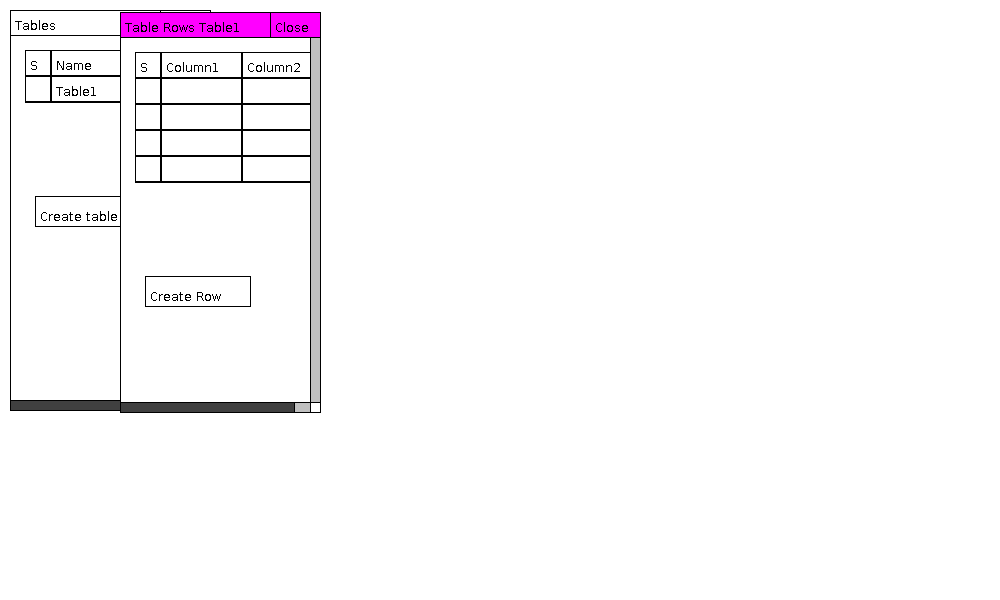 Tables
S Name
Table1
Create table
Table Rows Table1 Close
S Column1 Column2
Create Row